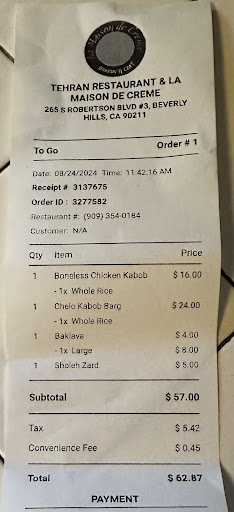 La Maison de Creme
TEHRAN RESTAURANT & LA
MAISON DE CREME
265 S ROBERTSON BLVD #3, BEVERLY
HILLS, CA 90211
To Go Order # 1
Date: 08/24/2024 Time: 11:42:16 AM
Receipt # 3137675
Order ID : 3277582
Restaurant #: (909) 354-0184
Customer: N/A
Qty Item Price
1 Boneless Chicken Kabob $ 16.00
- 1x Whole Rice
1 Chelo Kabob Barg $ 24.00
- 1x Whole Rice
1 Baklava $ 4.00
- 1x Large $ 8.00
1 Sholeh Zard $ 5.00
Subtotal $ 57.00
Tax $ 5.42
Convenience Fee $ 0.45
Total $ 62.87
PAYMENT